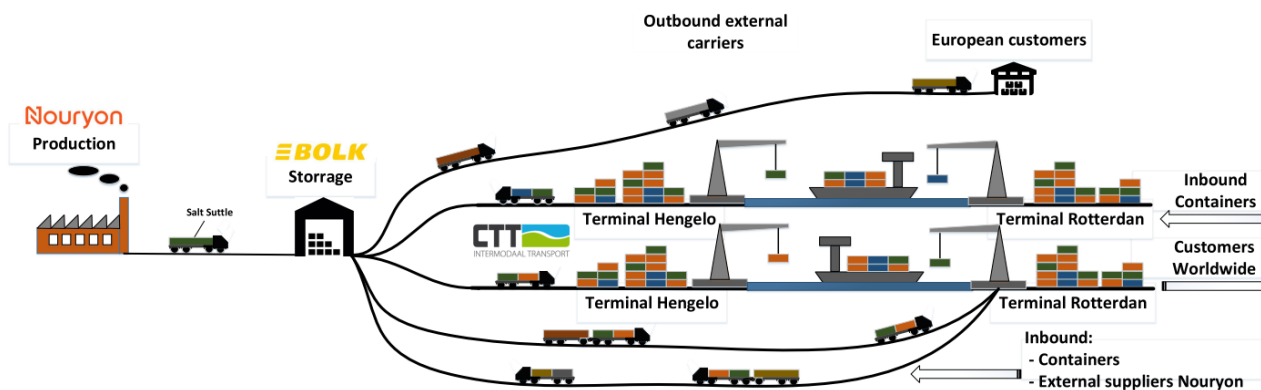 Outbound external
carriers
European customers
Nouryon
Production
BOLK
Storrage
Salt Suttle
Terminal Hengelo
Terminal Rotterdan
Inbound
Containers
CTT
INTERMODAAL TRANSPORT
Customers
Worldwide
Terminal Hengelo
Terminal Rotterdan
Inbound:
- Containers
- External suppliers Nouryon